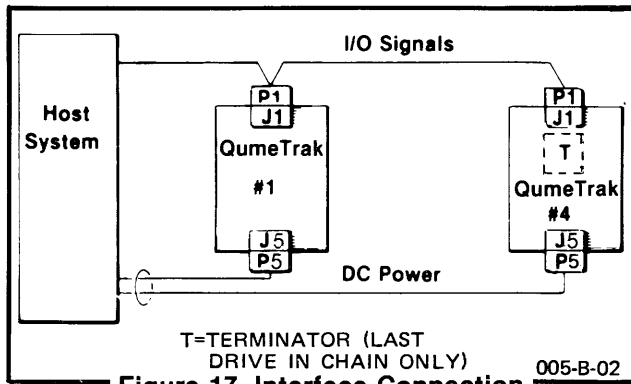 I/O Signals
Host
System
P1
J1
QumeTrak
#1
J5
P5
P1
J1
T
QumeTrak
#4
J5
P5
DC Power
T=TERMINATOR (LAST
DRIVE IN CHAIN ONLY)
005-B-02
Figure 17. Interface Connection